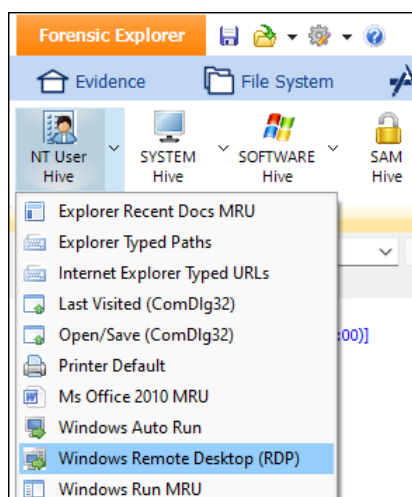 Forensic Explorer
Evidence
File System
NT User
Hive
SYSTEM
Hive
SOFTWARE
Hive
SAM
Hive
Explorer Recent Docs MRU
Explorer Typed Paths
Internet Explorer Typed URLs
Last Visited (ComDlg32)
Open/Save (ComDlg32)
:00)]
Printer Default
Ms Office 2010 MRU
Windows Auto Run
Windows Remote Desktop (RDP)
Windows Run MRU